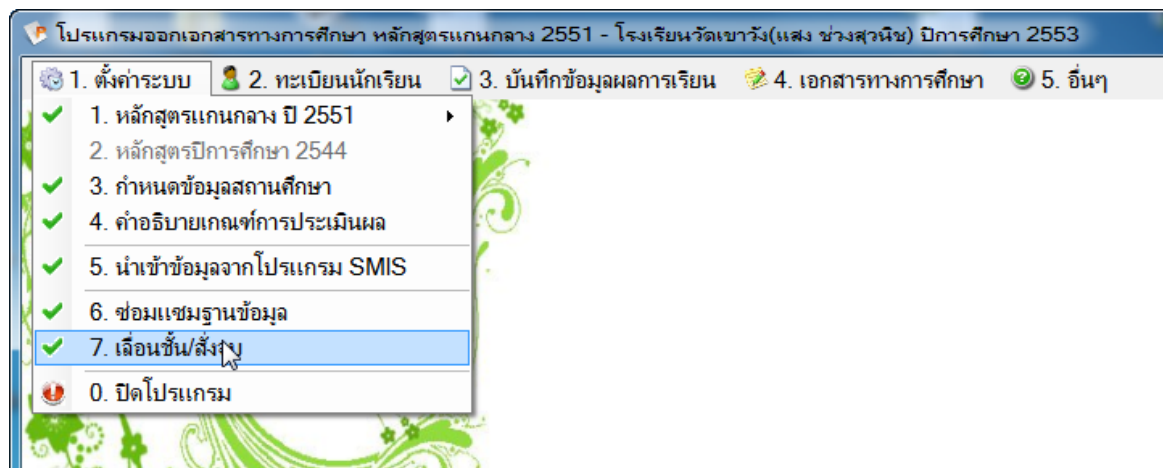 โปรแกรมออกเอกสารทางการศึกษา หลักสูตรแกนกลาง 2551 - โรงเรียนวัดเขาวัง(แสง ช่วงสุวนิช) ปีการศึกษา 2553
1. ตั้งค่าระบบ 2. ทะเบียนนักเรียน 3. บันทึกข้อมูลผลการเรียน 4. เอกสารทางการศึกษา 5. อื่นๆ
1. หลักสูตรแกนกลาง ปี 2551
2. หลักสูตรปีการศึกษา 2544
3. กำหนดข้อมูลสถานศึกษา
4. คำอธิบายเกณฑ์การประเมินผล
5. นำเข้าข้อมูลจากโปรแกรม SMIS
6. ซ่อมแซมฐานข้อมูล
7. เลื่อนชั้น/สั่งจบ
0. ปิดโปรแกรม